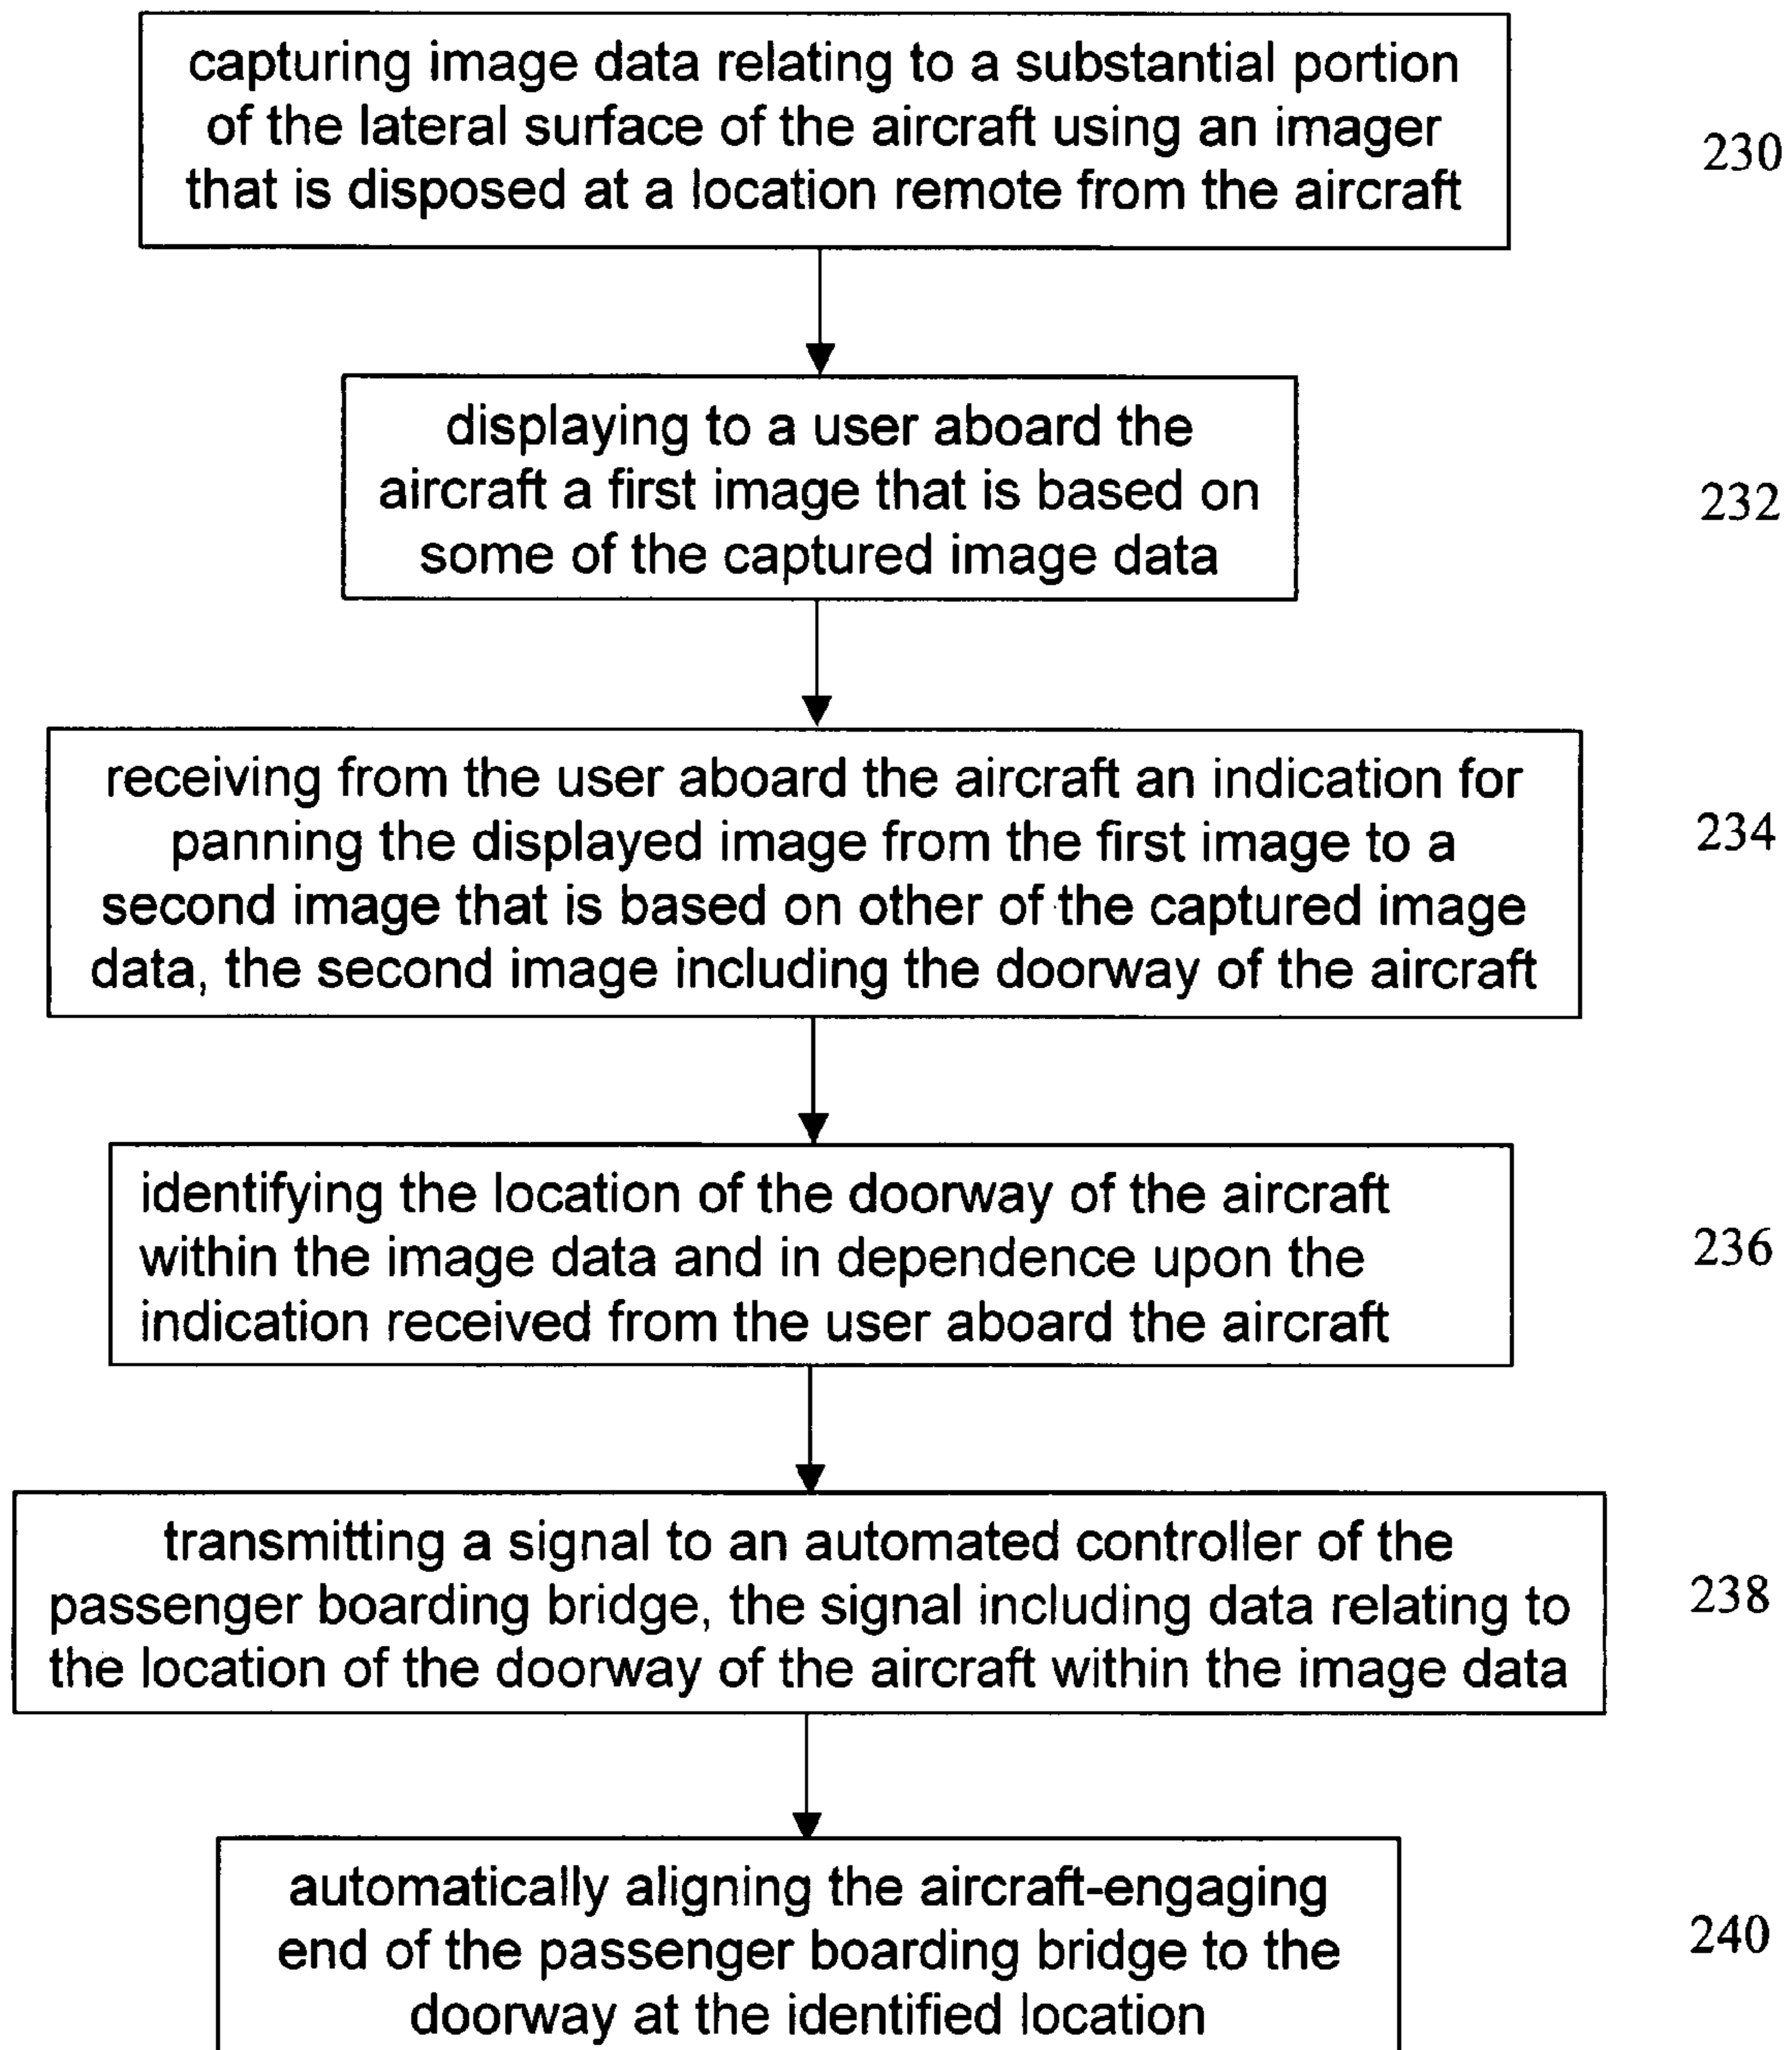 capturing image data relating to a substantial portion
of the lateral surface of the aircraft using an imager
that is disposed at a location remote from the aircraft
230
displaying to a user aboard the
aircraft a first image that is based on
some of the captured image data
232
receiving from the user aboard the aircraft an indication for
panning the displayed image from the first image to a
second image that is based on other of the captured image
data, the second image including the doorway of the aircraft
234
identifying the location of the doorway of the aircraft
within the image data and in dependence upon the
indication received from the user aboard the aircraft
236
transmitting a signal to an automated controller of the
passenger boarding bridge, the signal including data relating to
the location of the doorway of the aircraft within the image data
238
automatically aligning the aircraft-engaging
end of the passenger boarding bridge to the
doorway at the identified location
240